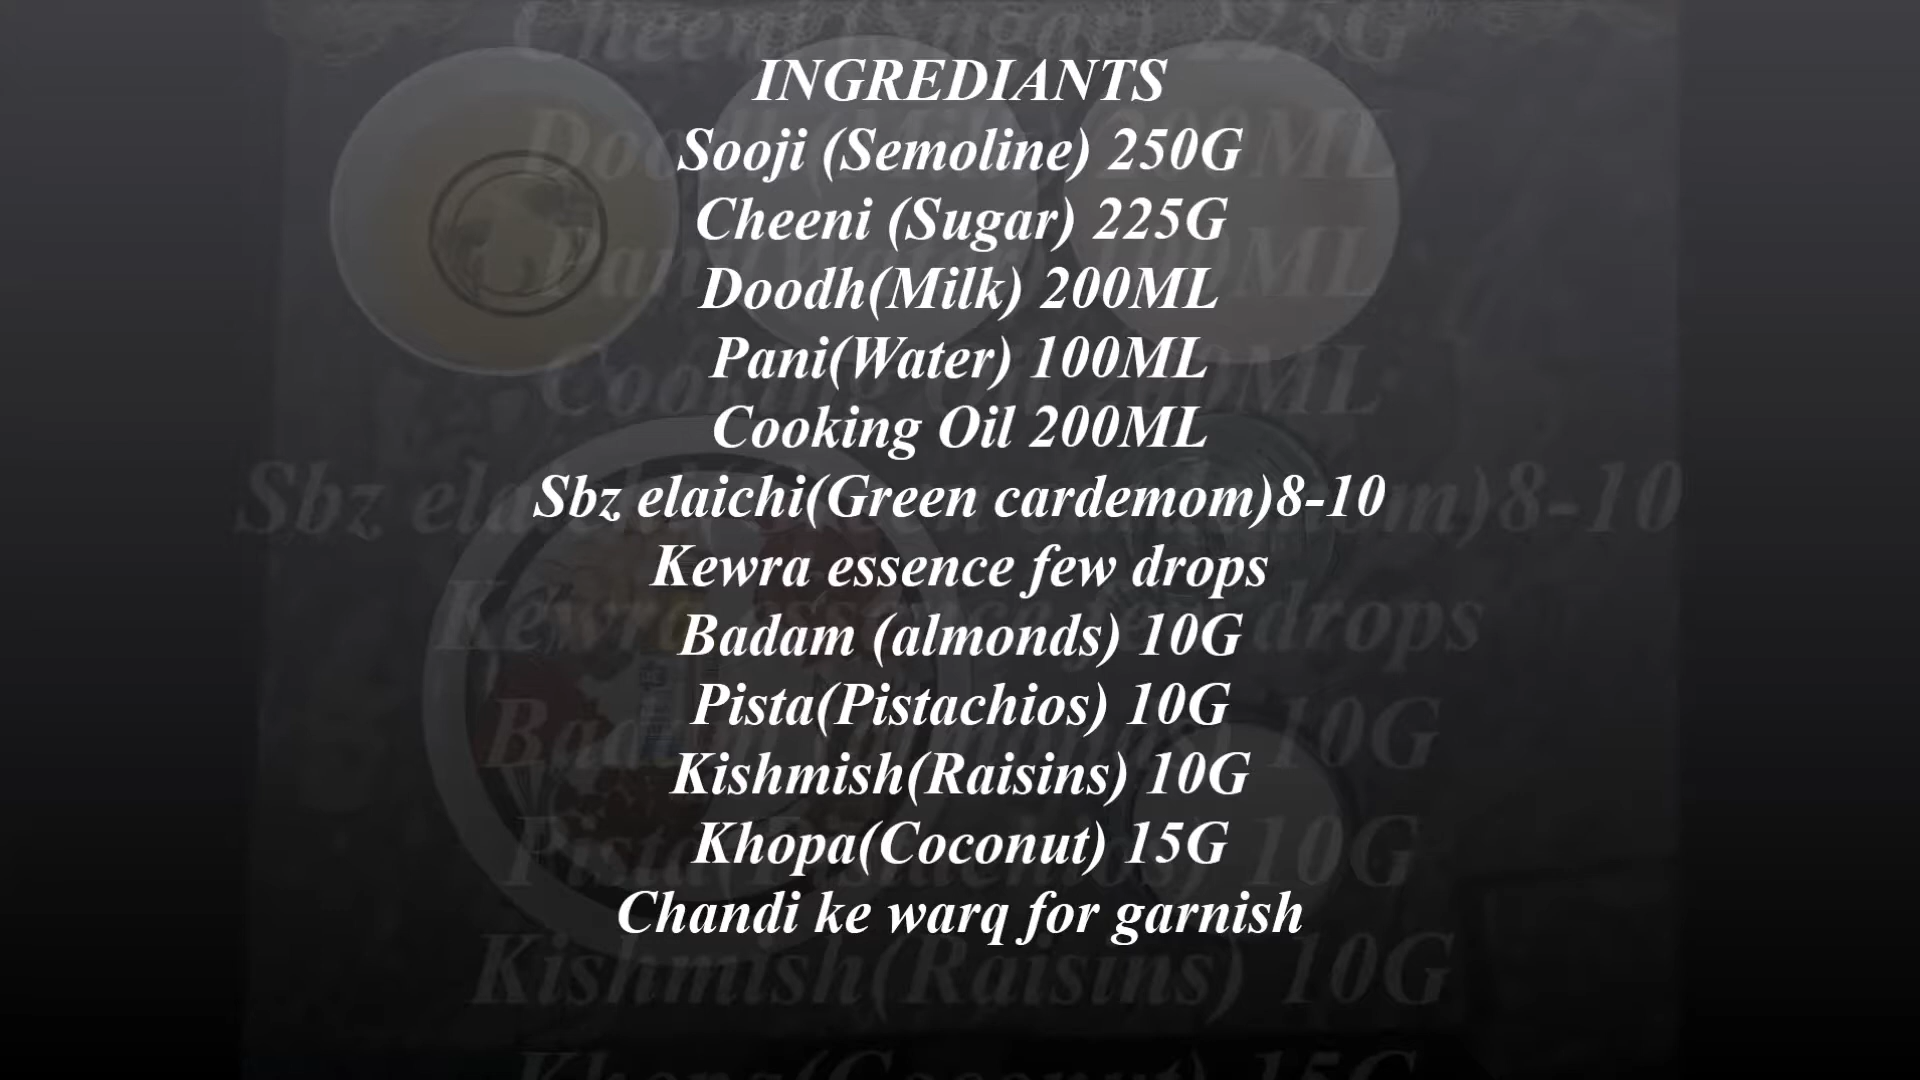 INGREDIANTS
Sooji (Semoline) 250G
Cheeni (Sugar) 225G
Doodh(Milk) 200ML
Pani(Water) 100ML
Cooking Oil 200ML
Sbz elaichi(Green cardemom)8-10
Kewra essence few drops
Badam (almonds) 10G
Pista(Pistachios) 10G
Kishmish(Raisins) 10G
Khopa(Coconut) 15G
Chandi ke warq for garnish